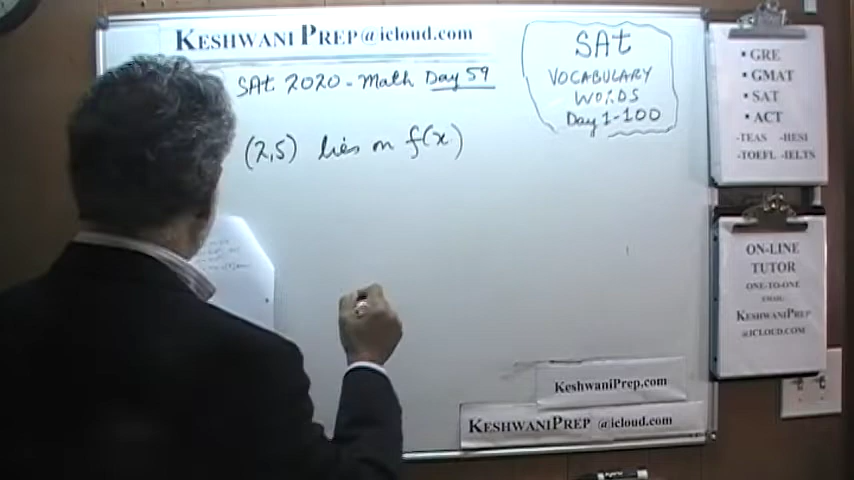 KESHWANI PREP@icloud.com
SAt 2020 - Math Day 59
(2,5) lies on f(x)
SAt
VOCABULARY
WORDS
Day 1-100
• GRE
• GMAT
• SAT
• ACT
-TEAS -HESI
-TOEFL -IELTS
ON-LINE
TUTOR
ONE-TO-ONE
EMAIL:
KESHWANIPREP
@ICLOUD.COM
KeshwaniPrep.com
KESHWANIPREP @icloud.com